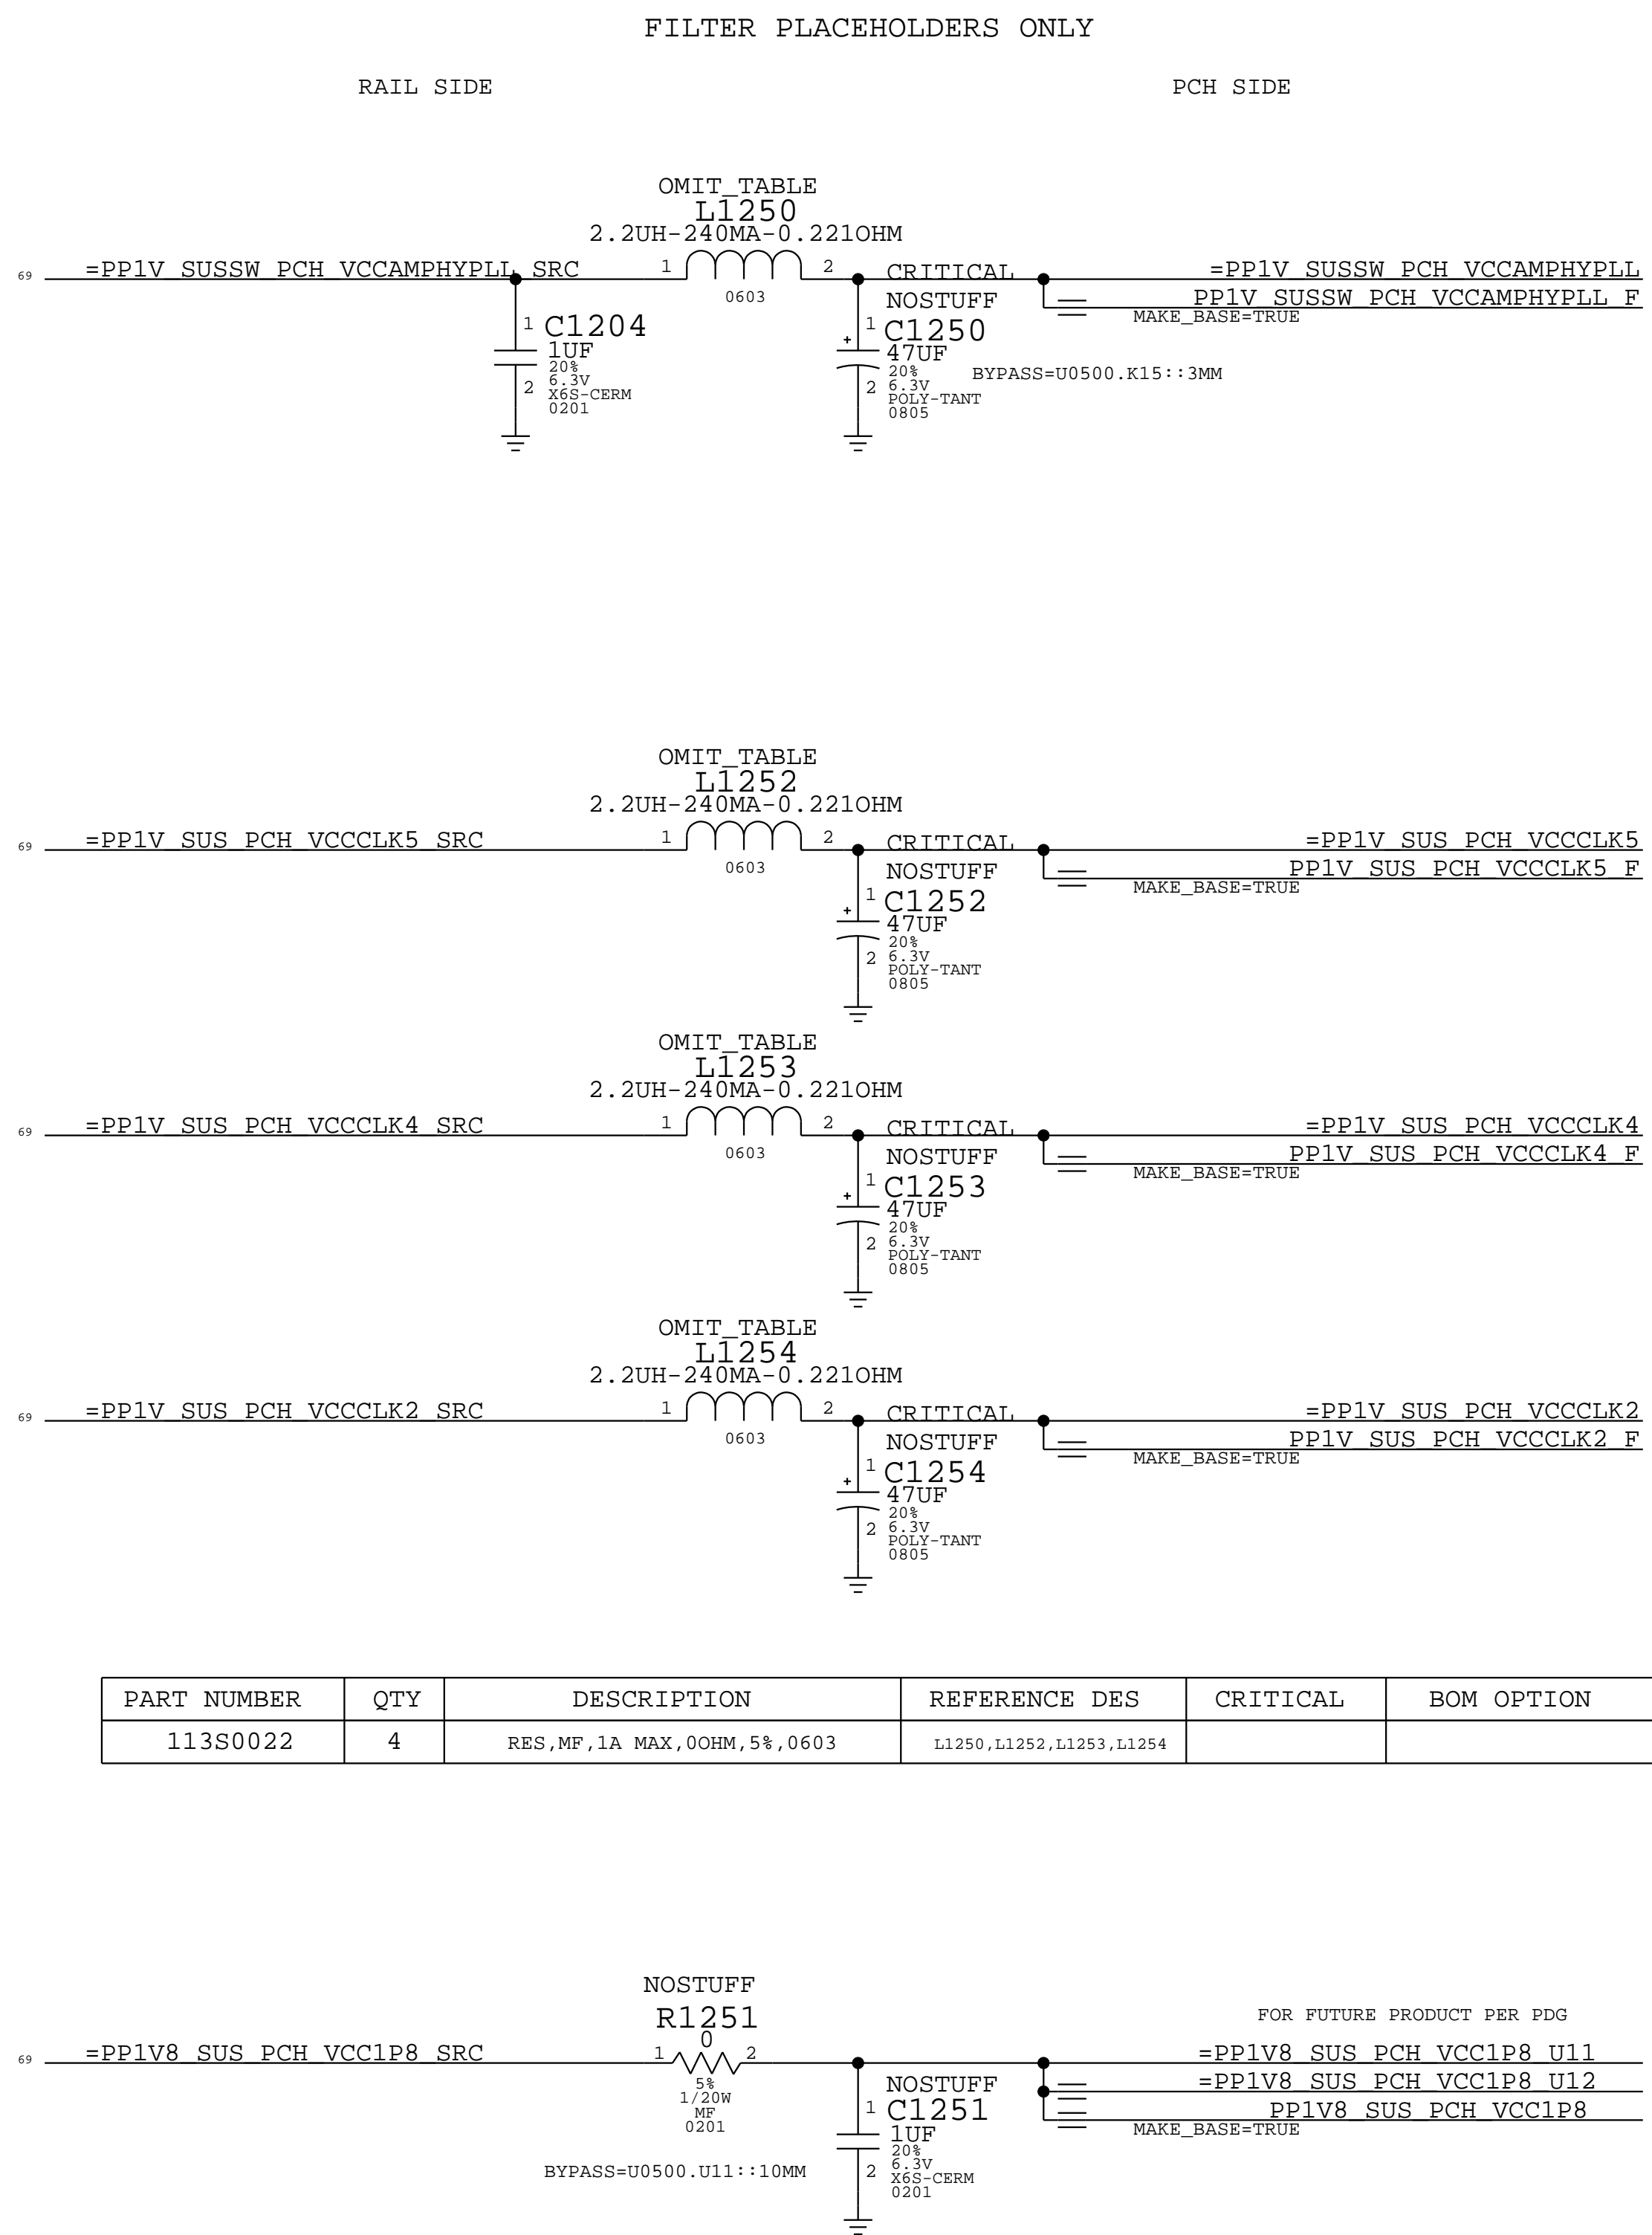 FILTER PLACEHOLDERS ONLY
RAIL SIDE
PCH SIDE
OMIT_TABLE
L1250
2.2UH-240MA-0.221OHM
69
=PP1V_SUSSW_PCH_VCCAMPHYPLL_SRC
1
2
0603
CRITICAL
=PP1V_SUSSW_PCH_VCCAMPHYPLL
NOSTUFF
PP1V_SUSSW_PCH_VCCAMPHYPLL_F
MAKE_BASE=TRUE
1
C1204
1UF
20%
6.3V
2
X6S-CERM
0201
1
C1250
+
47UF
20%
6.3V
2
POLY-TANT
0805
BYPASS=U0500.K15::3MM
OMIT_TABLE
L1252
2.2UH-240MA-0.221OHM
69
=PP1V_SUS_PCH_VCCCLK5_SRC
1
2
0603
CRITICAL
=PP1V_SUS_PCH_VCCCLK5
NOSTUFF
PP1V_SUS_PCH_VCCCLK5_F
MAKE_BASE=TRUE
1
C1252
+
47UF
20%
6.3V
2
POLY-TANT
0805
OMIT_TABLE
L1253
2.2UH-240MA-0.221OHM
69
=PP1V_SUS_PCH_VCCCLK4_SRC
1
2
0603
CRITICAL
=PP1V_SUS_PCH_VCCCLK4
NOSTUFF
PP1V_SUS_PCH_VCCCLK4_F
MAKE_BASE=TRUE
1
C1253
+
47UF
20%
6.3V
2
POLY-TANT
0805
OMIT_TABLE
L1254
2.2UH-240MA-0.221OHM
69
=PP1V_SUS_PCH_VCCCLK2_SRC
1
2
0603
CRITICAL
=PP1V_SUS_PCH_VCCCLK2
NOSTUFF
PP1V_SUS_PCH_VCCCLK2_F
MAKE_BASE=TRUE
1
C1254
+
47UF
20%
6.3V
2
POLY-TANT
0805
PART NUMBER QTY DESCRIPTION REFERENCE DES CRITICAL BOM OPTION
113S0022 4 RES,MF,1A MAX,0OHM,5%,0603 L1250,L1252,L1253,L1254
NOSTUFF
R1251
0
69
=PP1V8_SUS_PCH_VCC1P8_SRC
1
2
5%
1/20W
MF
0201
FOR FUTURE PRODUCT PER PDG
=PP1V8_SUS_PCH_VCC1P8_U11
=PP1V8_SUS_PCH_VCC1P8_U12
PP1V8_SUS_PCH_VCC1P8
MAKE_BASE=TRUE
NOSTUFF
1
C1251
1UF
20%
6.3V
2
X6S-CERM
0201
BYPASS=U0500.U11::10MM